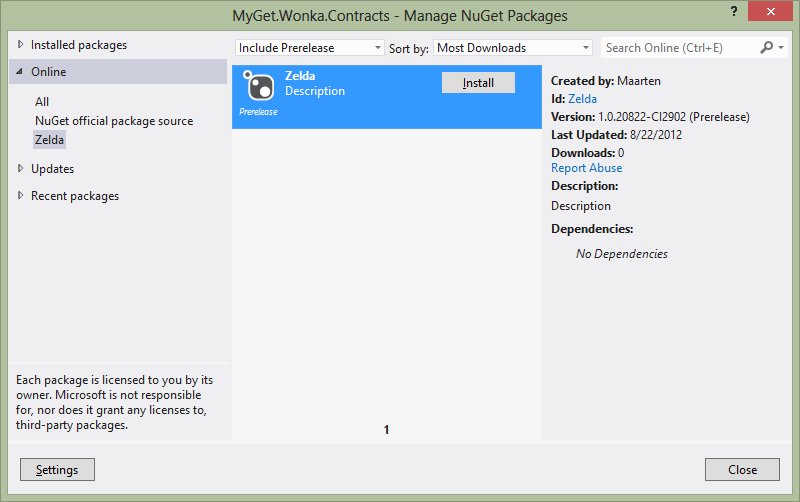 MyGet.Wonka.Contracts - Manage NuGet Packages
?
Installed packages
Online
All
NuGet official package source
Zelda
Updates
Recent packages
Each package is licensed to you by its
owner. Microsoft is not responsible
for, nor does it grant any licenses to,
third-party packages.
Include Prerelease
Sort by:
Most Downloads
Zelda
Description
Prerelease
Install
1
Search Online (Ctrl+E)
Created by: Maarten
Id: Zelda
Version: 1.0.20822-CI2902 (Prerelease)
Last Updated: 8/22/2012
Downloads: 0
Report Abuse
Description:
Description
Dependencies:
No Dependencies
Settings
Close